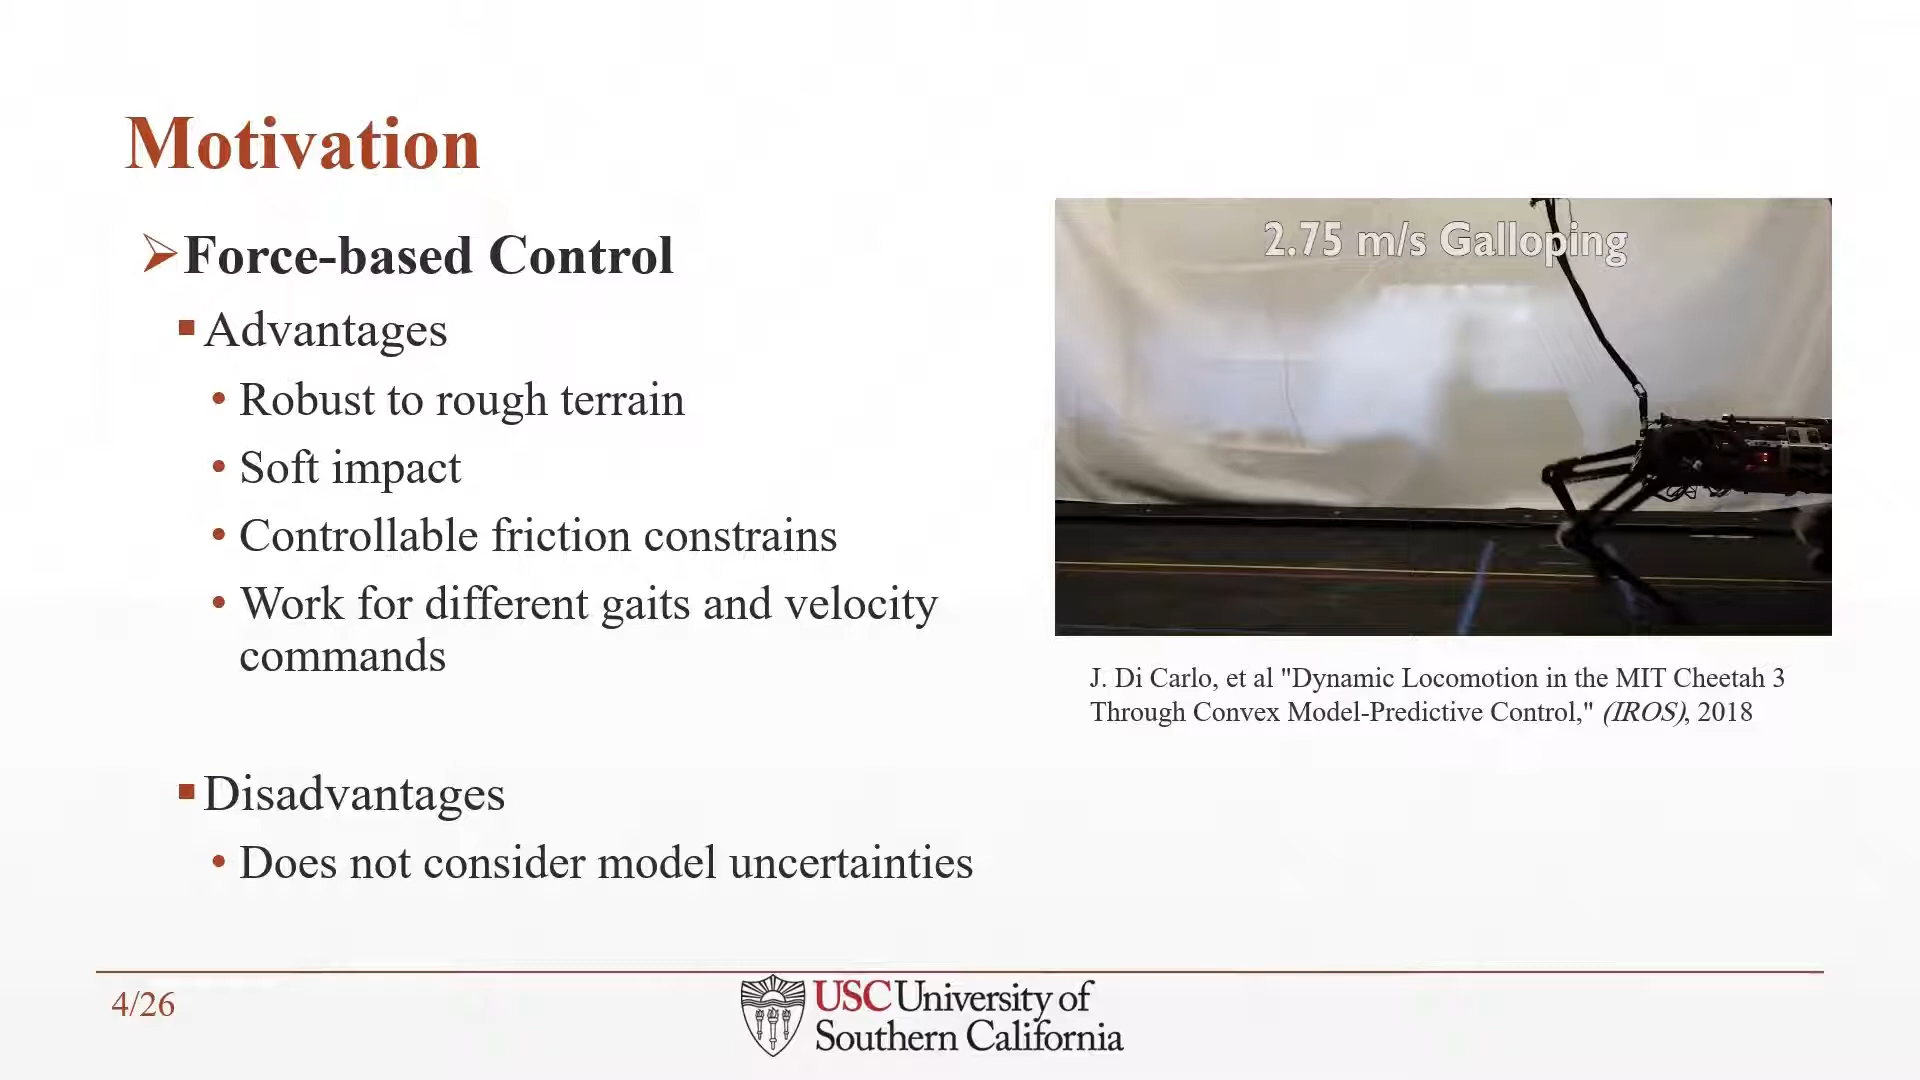 Motivation
Force-based Control
Advantages
Robust to rough terrain
Soft impact
Controllable friction constrains
Work for different gaits and velocity
commands
2.75 m/s Galloping
J. Di Carlo, et al "Dynamic Locomotion in the MIT Cheetah 3
Through Convex Model-Predictive Control," (IROS), 2018
Disadvantages
Does not consider model uncertainties
4/26
USC University of
Southern California